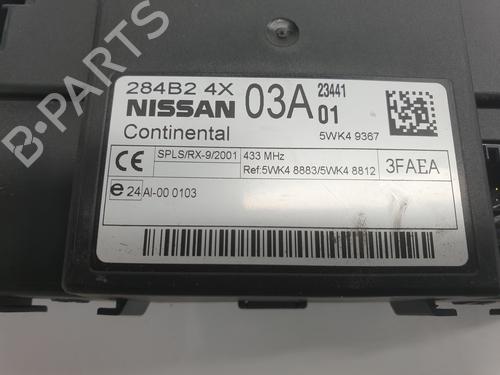 284B2 4X 03A 23441
NISSAN 01
Continental 5WK4 9367
CE SPLS/RX-9/2001 433 MHz 3FAEA
Ref:5WK4 8883/5WK4 8812
e24 AI-00 0103
B-PARTS